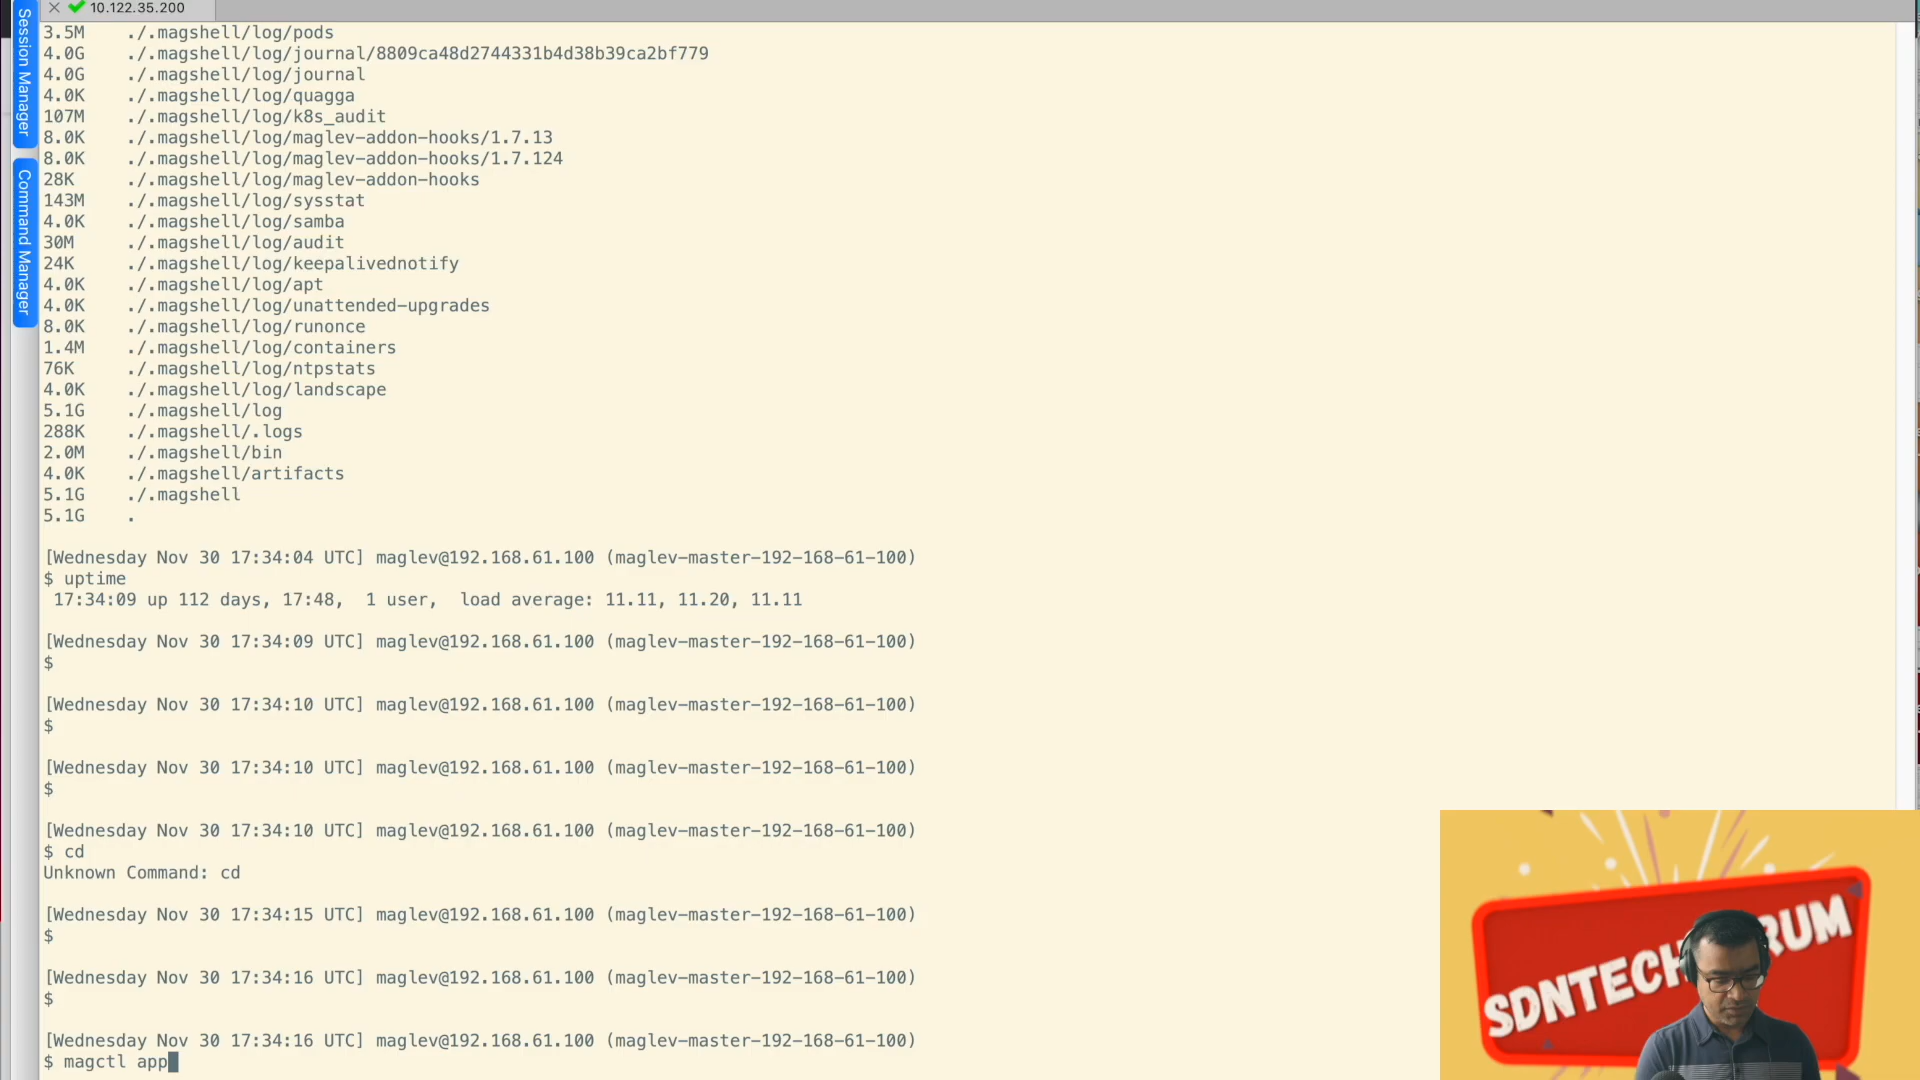 10.122.35.200
Session Manager
Command Manager
3.5M ./.magshell/log/pods
4.0G ./.magshell/log/journal/8809ca48d2744331b4d38b39ca2bf779
4.0G ./.magshell/log/journal
4.0K ./.magshell/log/quagga
107M ./.magshell/log/k8s_audit
8.0K ./.magshell/log/maglev-addon-hooks/1.7.13
8.0K ./.magshell/log/maglev-addon-hooks/1.7.124
28K ./.magshell/log/maglev-addon-hooks
143M ./.magshell/log/sysstat
4.0K ./.magshell/log/samba
30M ./.magshell/log/audit
24K ./.magshell/log/keepalivednotify
4.0K ./.magshell/log/apt
4.0K ./.magshell/log/unattended-upgrades
8.0K ./.magshell/log/runonce
1.4M ./.magshell/log/containers
76K ./.magshell/log/ntpstats
4.0K ./.magshell/log/landscape
5.1G ./.magshell/log
288K ./.magshell/.logs
2.0M ./.magshell/bin
4.0K ./.magshell/artifacts
5.1G ./.magshell
5.1G .
[Wednesday Nov 30 17:34:04 UTC] maglev@192.168.61.100 (maglev-master-192-168-61-100)
$ uptime
17:34:09 up 112 days, 17:48, 1 user, load average: 11.11, 11.20, 11.11
[Wednesday Nov 30 17:34:09 UTC] maglev@192.168.61.100 (maglev-master-192-168-61-100)
$
[Wednesday Nov 30 17:34:10 UTC] maglev@192.168.61.100 (maglev-master-192-168-61-100)
$
[Wednesday Nov 30 17:34:10 UTC] maglev@192.168.61.100 (maglev-master-192-168-61-100)
$
[Wednesday Nov 30 17:34:10 UTC] maglev@192.168.61.100 (maglev-master-192-168-61-100)
$ cd
Unknown Command: cd
[Wednesday Nov 30 17:34:15 UTC] maglev@192.168.61.100 (maglev-master-192-168-61-100)
$
[Wednesday Nov 30 17:34:16 UTC] maglev@192.168.61.100 (maglev-master-192-168-61-100)
$
[Wednesday Nov 30 17:34:16 UTC] maglev@192.168.61.100 (maglev-master-192-168-61-100)
$ magctl app